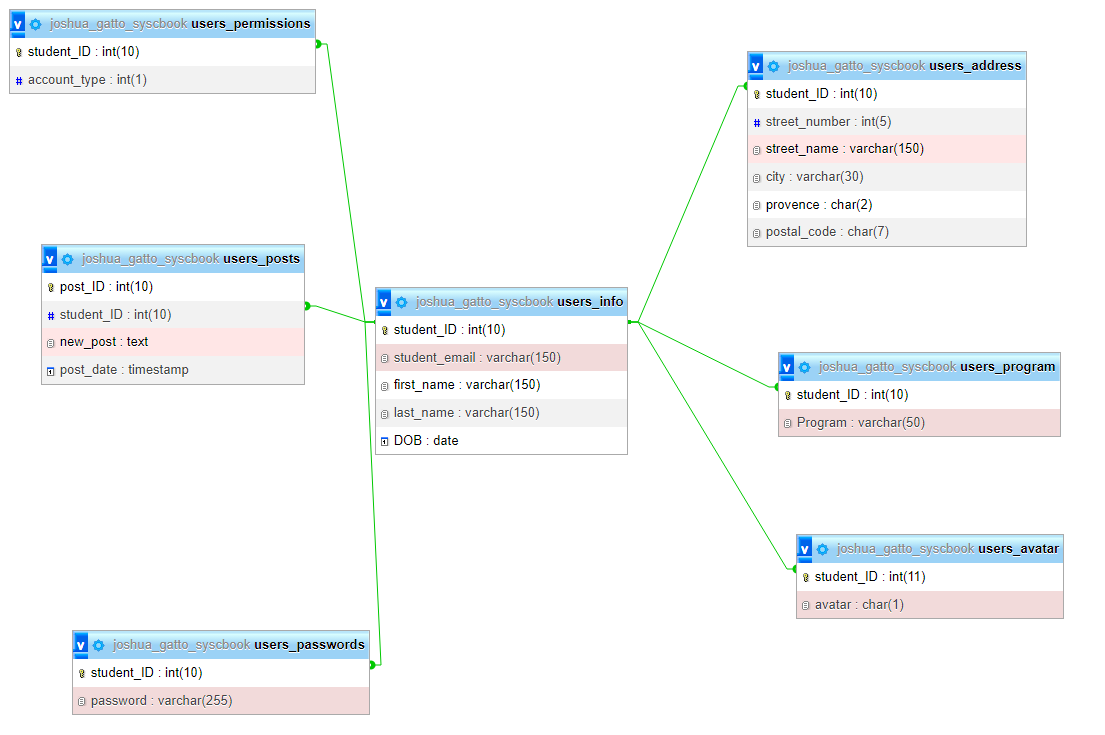 joshua_gatto_syscbook users_permissions
student_ID : int(10)
# account_type : int(1)
joshua_gatto_syscbook users_address
student_ID : int(10)
# street_number : int(5)
street_name : varchar(150)
city : varchar(30)
provence : char(2)
postal_code : char(7)
joshua_gatto_syscbook users_posts
post_ID : int(10)
# student_ID : int(10)
new_post : text
post_date : timestamp
joshua_gatto_syscbook users_info
student_ID : int(10)
student_email : varchar(150)
first_name : varchar(150)
last_name : varchar(150)
DOB : date
joshua_gatto_syscbook users_program
student_ID : int(10)
Program : varchar(50)
joshua_gatto_syscbook users_avatar
student_ID : int(11)
avatar : char(1)
joshua_gatto_syscbook users_passwords
student_ID : int(10)
password : varchar(255)